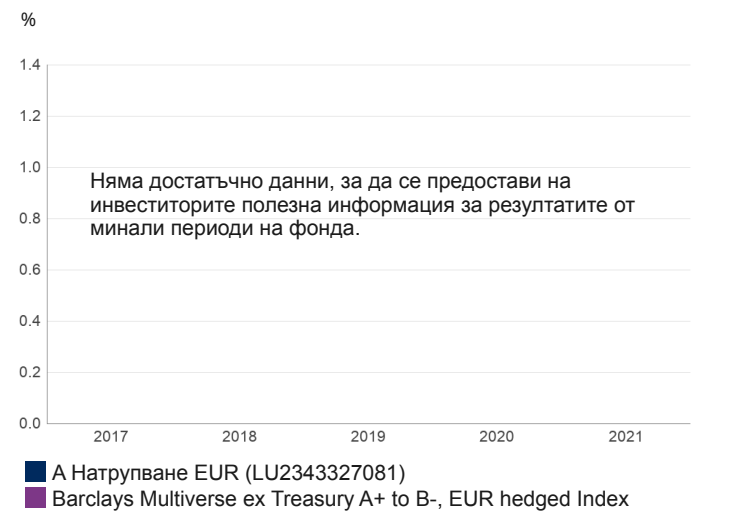 %
1.4
1.2
1.0
Няма достатъчно данни, за да се предостави на
инвеститорите полезна информация за резултатите от
0.8
минали периоди на фонда.
0.6
0.4
0.2
0.0
2017 2018 2019 2020 2021
А Натрупване EUR (LU2343327081)
Barclays Multiverse ex Treasury A+ to B-, EUR hedged Index